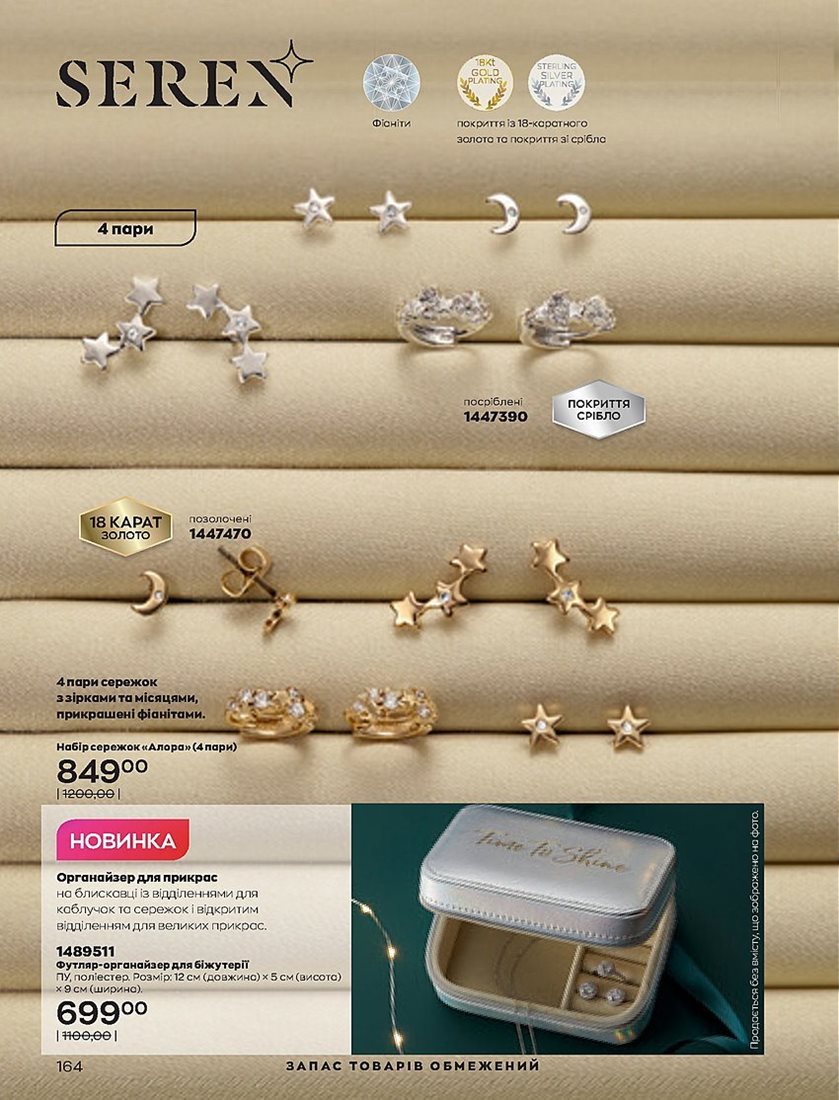 SEREN
Фіаніти
18Kt
GOLD
PLATING
STERLING
SILVER
PLATING
покриття із 18-каратного
золота та покриття зі срібла
4 пари
посріблені
1447390
ПОКРИТТЯ
СРІБЛО
18 КАРАТ
ЗОЛОТО
позолочені
1447470
4 пари сережок
з зірками та місяцями,
прикрашені фіанітами.
Набір сережок «Алора» (4 пари)
849⁰⁰
| 1200,00 |
НОВИНКА
Органайзер для прикрас
на блискавці із відділеннями для
каблучок та сережок і відкритим
відділенням для великих прикрас.
1489511
Футляр-органайзер для біжутерії
ПУ, поліестер. Розмір: 12 см (довжина) × 5 см (висота)
× 9 см (ширина).
699⁰⁰
| 1100,00 |
Time to Shine
Продається без вмісту, що зображено на фото.
164
ЗАПАС ТОВАРІВ ОБМЕЖЕНИЙ